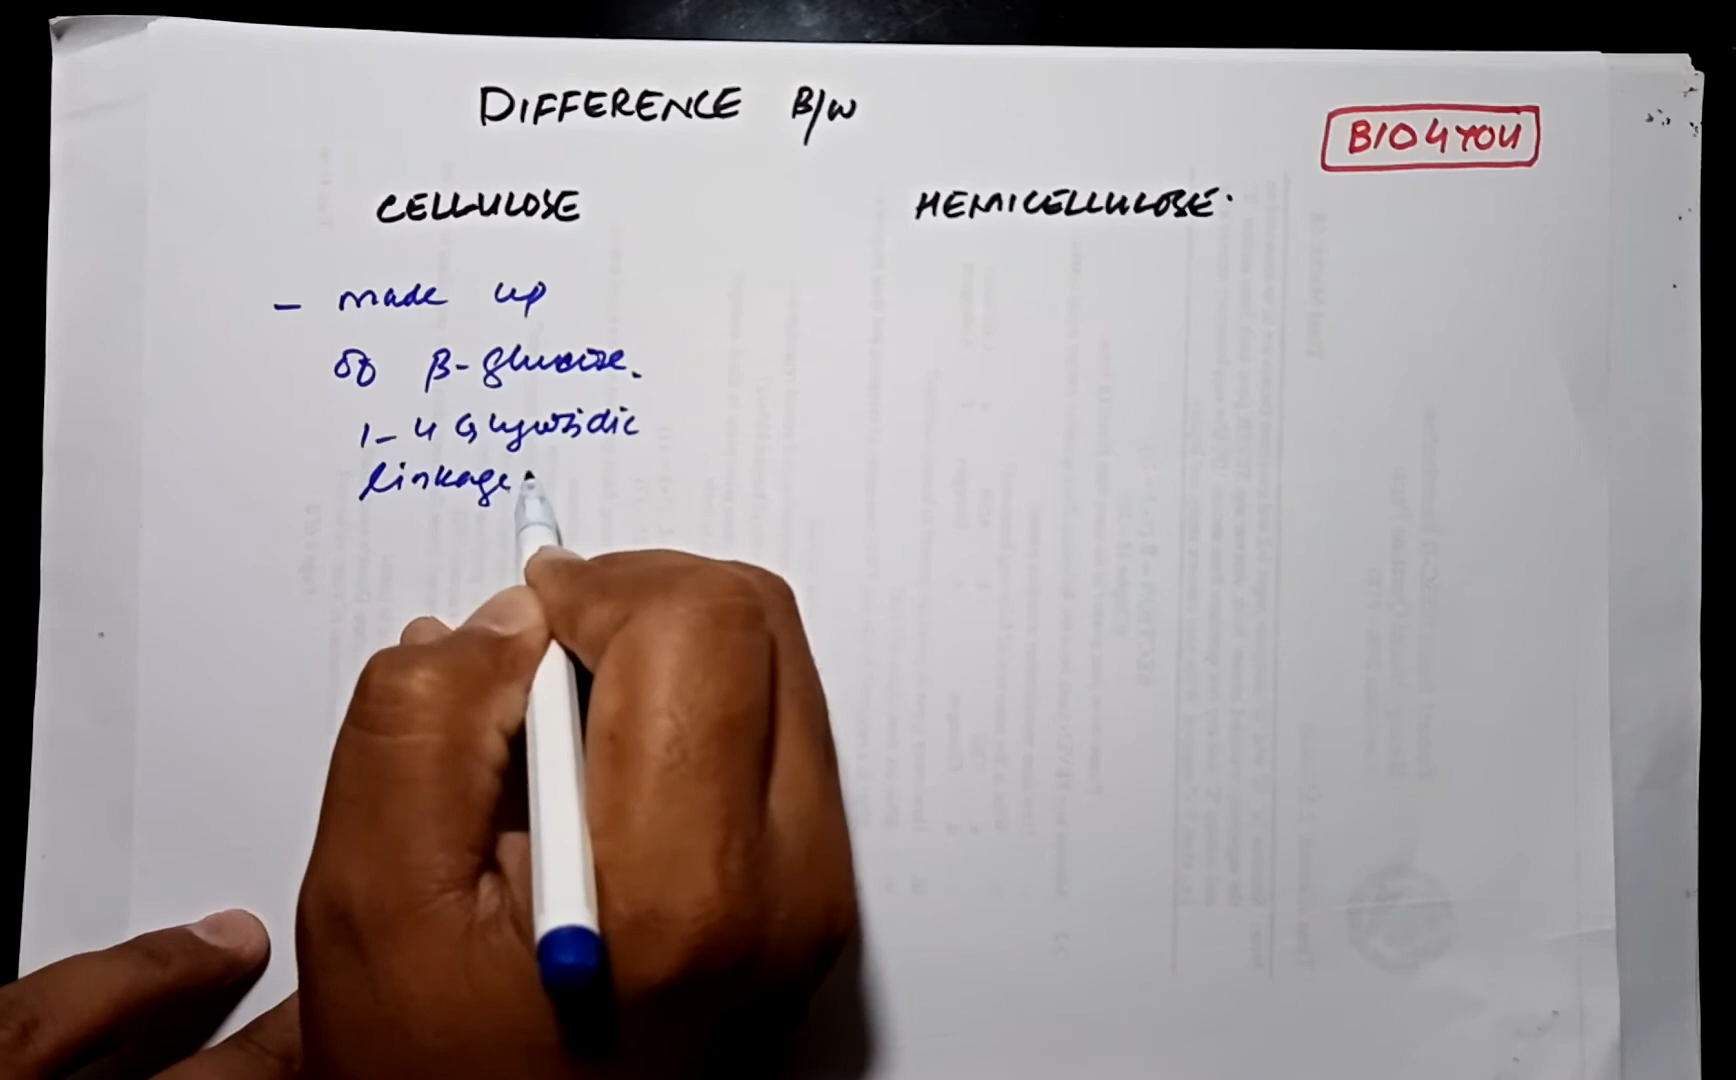 DIFFERENCE B/W
BIO4YOU
CELLULOSE HEMICELLULOSE.
- made up
of β-glucose.
1-4 Glycosidic
linkage